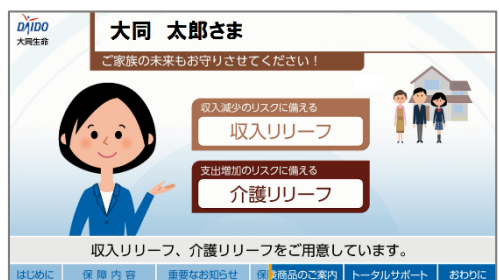 DAIDO
大同生命
大同 太郎さま
ご家族の未来もお守りさせてください！
収入減少のリスクに備える
収入リリーフ
支出増加のリスクに備える
介護リリーフ
収入リリーフ、介護リリーフをご用意しています。
はじめに 保障内容 重要なお知らせ 保険商品のご案内 トータルサポート おわりに